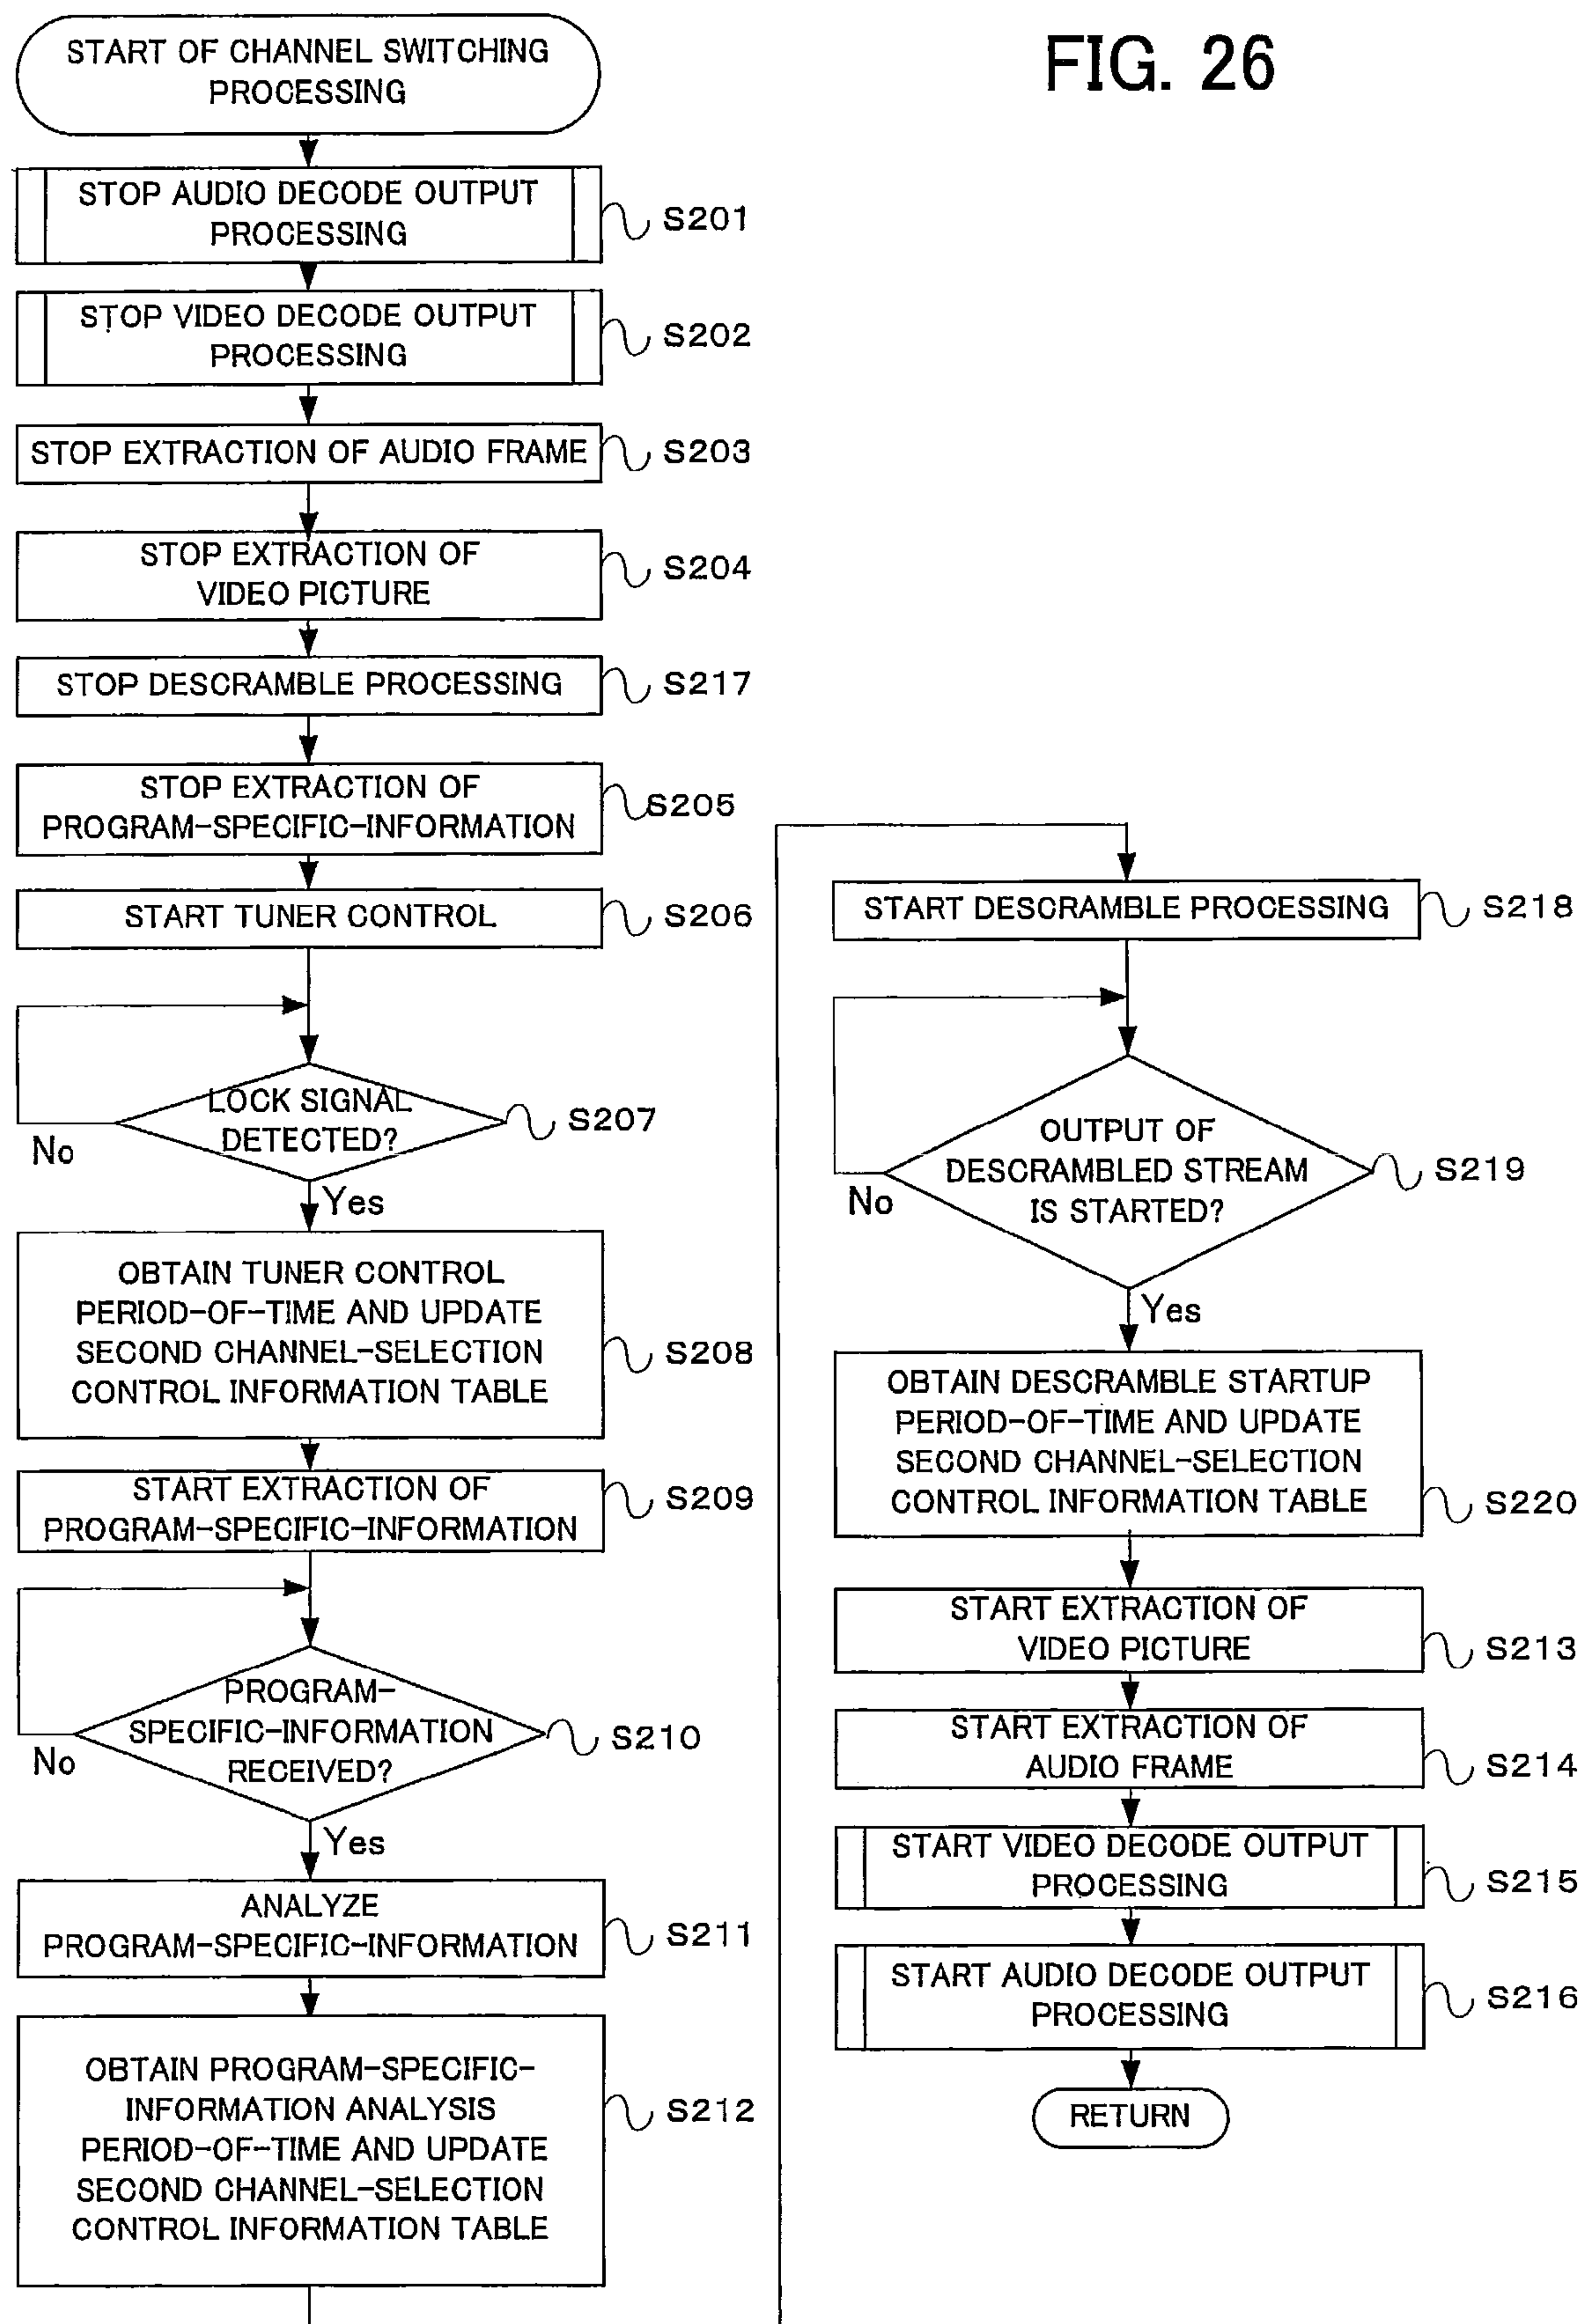 FIG. 26
START OF CHANNEL SWITCHING
PROCESSING
STOP AUDIO DECODE OUTPUT
PROCESSING
S201
STOP VIDEO DECODE OUTPUT
PROCESSING
S202
STOP EXTRACTION OF AUDIO FRAME
S203
STOP EXTRACTION OF
VIDEO PICTURE
S204
STOP DESCRAMBLE PROCESSING
S217
STOP EXTRACTION OF
PROGRAM-SPECIFIC-INFORMATION
S205
START TUNER CONTROL
S206
LOCK SIGNAL
DETECTED?
S207
No
Yes
OBTAIN TUNER CONTROL
PERIOD-OF-TIME AND UPDATE
SECOND CHANNEL-SELECTION
CONTROL INFORMATION TABLE
S208
START EXTRACTION OF
PROGRAM-SPECIFIC-INFORMATION
S209
PROGRAM-
SPECIFIC-INFORMATION
RECEIVED?
S210
No
Yes
ANALYZE
PROGRAM-SPECIFIC-INFORMATION
S211
OBTAIN PROGRAM-SPECIFIC-
INFORMATION ANALYSIS
PERIOD-OF-TIME AND UPDATE
SECOND CHANNEL-SELECTION
CONTROL INFORMATION TABLE
S212
START DESCRAMBLE PROCESSING
S218
OUTPUT OF
DESCRAMBLED STREAM
IS STARTED?
S219
No
Yes
OBTAIN DESCRAMBLE STARTUP
PERIOD-OF-TIME AND UPDATE
SECOND CHANNEL-SELECTION
CONTROL INFORMATION TABLE
S220
START EXTRACTION OF
VIDEO PICTURE
S213
START EXTRACTION OF
AUDIO FRAME
S214
START VIDEO DECODE OUTPUT
PROCESSING
S215
START AUDIO DECODE OUTPUT
PROCESSING
S216
RETURN